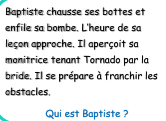 Baptiste chausse ses bottes et
enfile sa bombe. L'heure de sa
leçon approche. Il aperçoit sa
monitrice tenant Tornado par la
bride. Il se prépare à franchir les
obstacles.
Qui est Baptiste ?